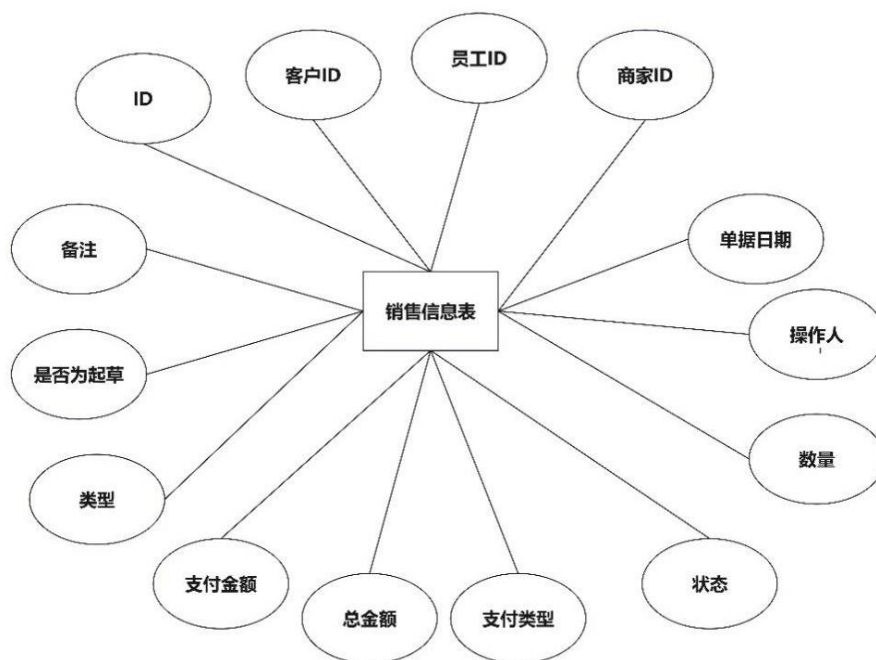 员工ID
客户ID
商家ID
ID
单据日期
备注
销售信息表
操作人
是否为起草
数量
类型
支付金额
状态
总金额
支付类型